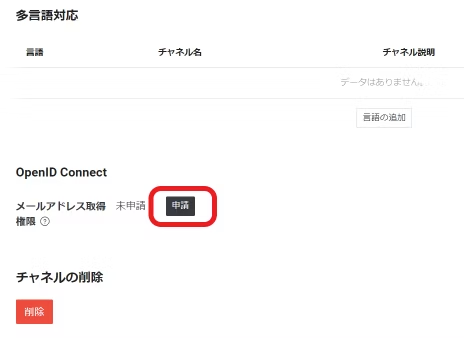 多言語対応
言語 チャネル名 チャネル説明
データはありません。
言語の追加
OpenID Connect
メールアドレス取得 未申請 申請
権限 ?
チャネルの削除
削除